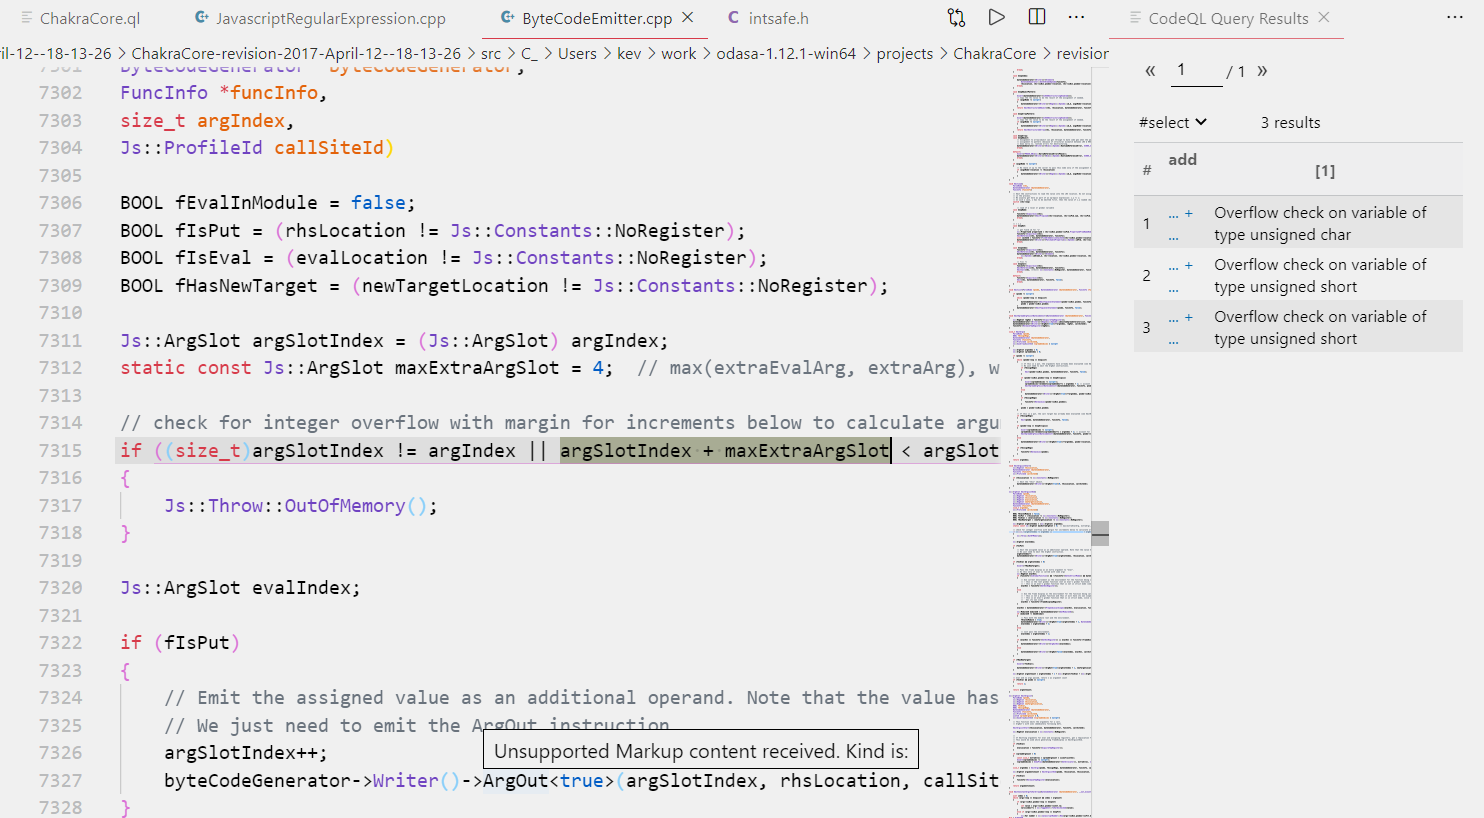 ChakraCore.ql
JavascriptRegularExpression.cpp
ByteCodeEmitter.cpp
intsafe.h
CodeQL Query Results
ril-12--18-13-26 > ChakraCore-revision-2017-April-12--18-13-26 > src > C_ > Users > kev > work > odasa-1.12.1-win64 > projects > ChakraCore > revision
7301 ByteCodeGenerator *byteCodeGenerator,
7302 FuncInfo *funcInfo,
7303 size_t argIndex,
7304 Js::ProfileId callSiteId)
7305
7306 BOOL fEvalInModule = false;
7307 BOOL fIsPut = (rhsLocation != Js::Constants::NoRegister);
7308 BOOL fIsEval = (evalLocation != Js::Constants::NoRegister);
7309 BOOL fHasNewTarget = (newTargetLocation != Js::Constants::NoRegister);
7310
7311 Js::ArgSlot argSlotIndex = (Js::ArgSlot) argIndex;
7312 static const Js::ArgSlot maxExtraArgSlot = 4;  // max(extraEvalArg, extraArg), w
7313
7314 // check for integer overflow with margin for increments below to calculate argu
7315 if ((size_t)argSlotIndex != argIndex || argSlotIndex + maxExtraArgSlot < argSlot
7316 {
7317 Js::Throw::OutOfMemory();
7318 }
7319
7320 Js::ArgSlot evalIndex;
7321
7322 if (fIsPut)
7323 {
7324 // Emit the assigned value as an additional operand. Note that the value has
7325 // We just need to emit the ArgOut instruction
7326 argSlotIndex++;
Unsupported Markup content received. Kind is:
7327 byteCodeGenerator->Writer()->ArgOut<true>(argSlotIndex, rhsLocation, callSit
7328 }
« 1 / 1 »
#select 3 results
# add [1]
1 ... + ... Overflow check on variable of
type unsigned char
2 ... + ... Overflow check on variable of
type unsigned short
3 ... + ... Overflow check on variable of
type unsigned short